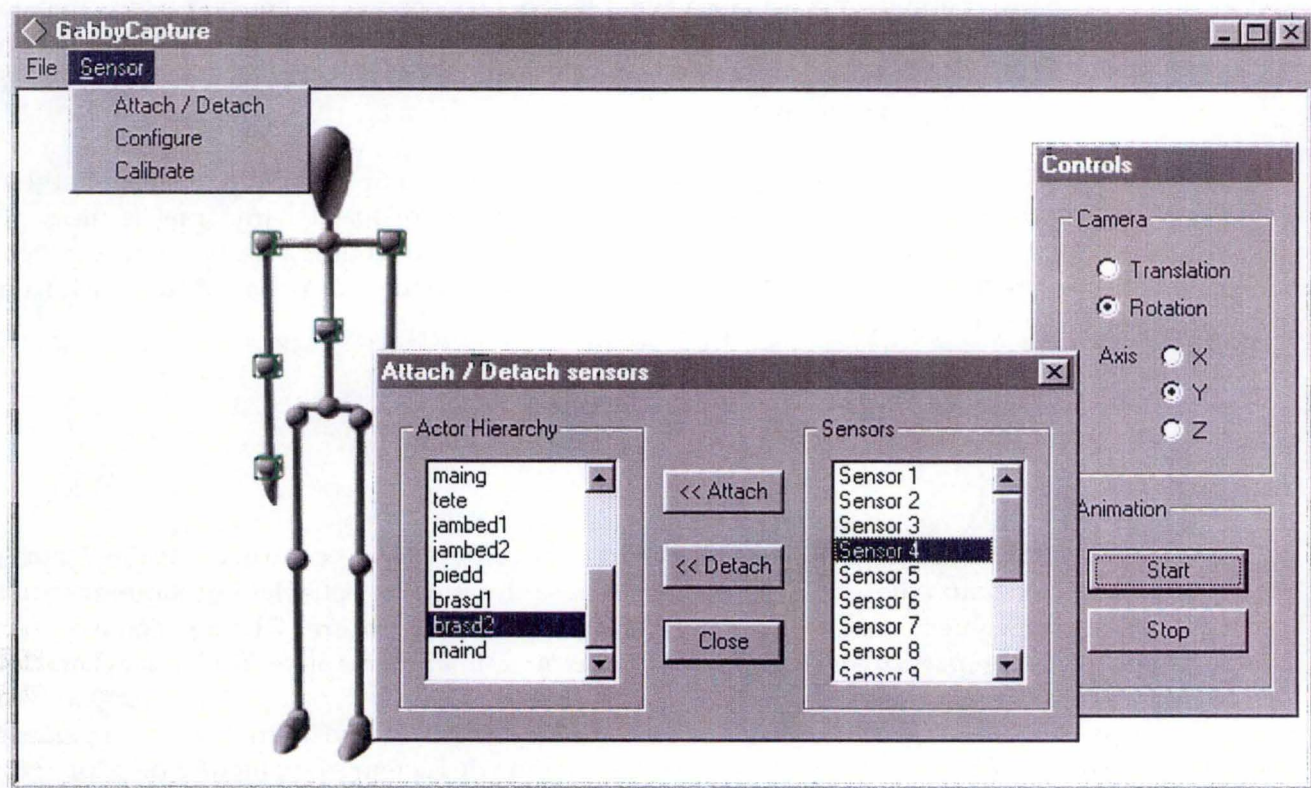 GabbyCapture
File Sensor
Attach / Detach
Configure
Calibrate
Controls
Camera
Translation
Rotation
Axis X
Y
Z
Animation
Start
Stop
Attach / Detach sensors
Actor Hierarchy
maing
tete
jambed1
jambed2
piedd
brasd1
brasd2
maind
<< Attach
<< Detach
Close
Sensors
Sensor 1
Sensor 2
Sensor 3
Sensor 4
Sensor 5
Sensor 6
Sensor 7
Sensor 8
Sensor 9